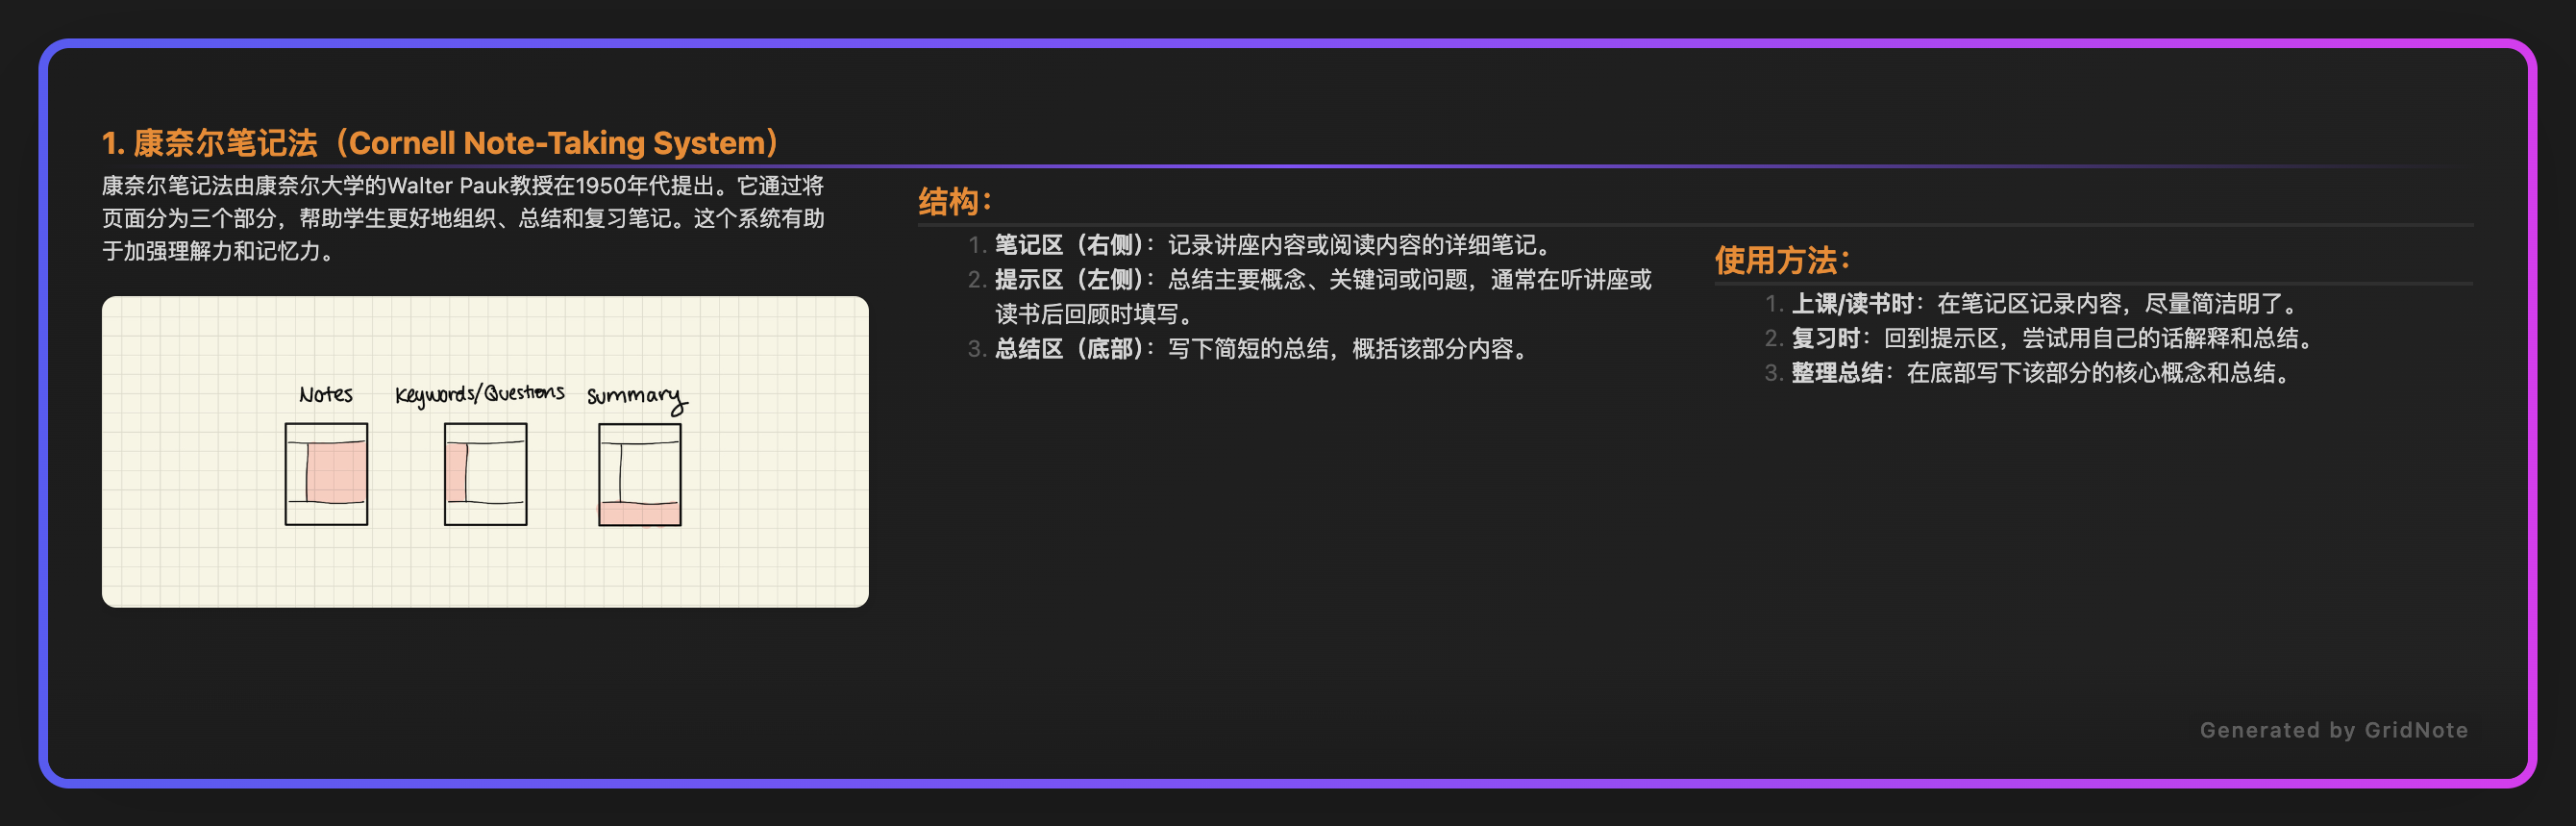 1. 康奈尔笔记法（Cornell Note-Taking System）
康奈尔笔记法由康奈尔大学的Walter Pauk教授在1950年代提出。它通过将
页面分为三个部分，帮助学生更好地组织、总结和复习笔记。这个系统有助
于加强理解力和记忆力。
Notes
Keywords/Questions
Summary
结构：
1. 笔记区（右侧）：记录讲座内容或阅读内容的详细笔记。
2. 提示区（左侧）：总结主要概念、关键词或问题，通常在听讲座或
读书后回顾时填写。
3. 总结区（底部）：写下简短的总结，概括该部分内容。
使用方法：
1. 上课/读书时：在笔记区记录内容，尽量简洁明了。
2. 复习时：回到提示区，尝试用自己的话解释和总结。
3. 整理总结：在底部写下该部分的核心概念和总结。
Generated by GridNote